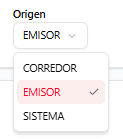 Origen
EMISOR
CORREDOR
EMISOR
SISTEMA